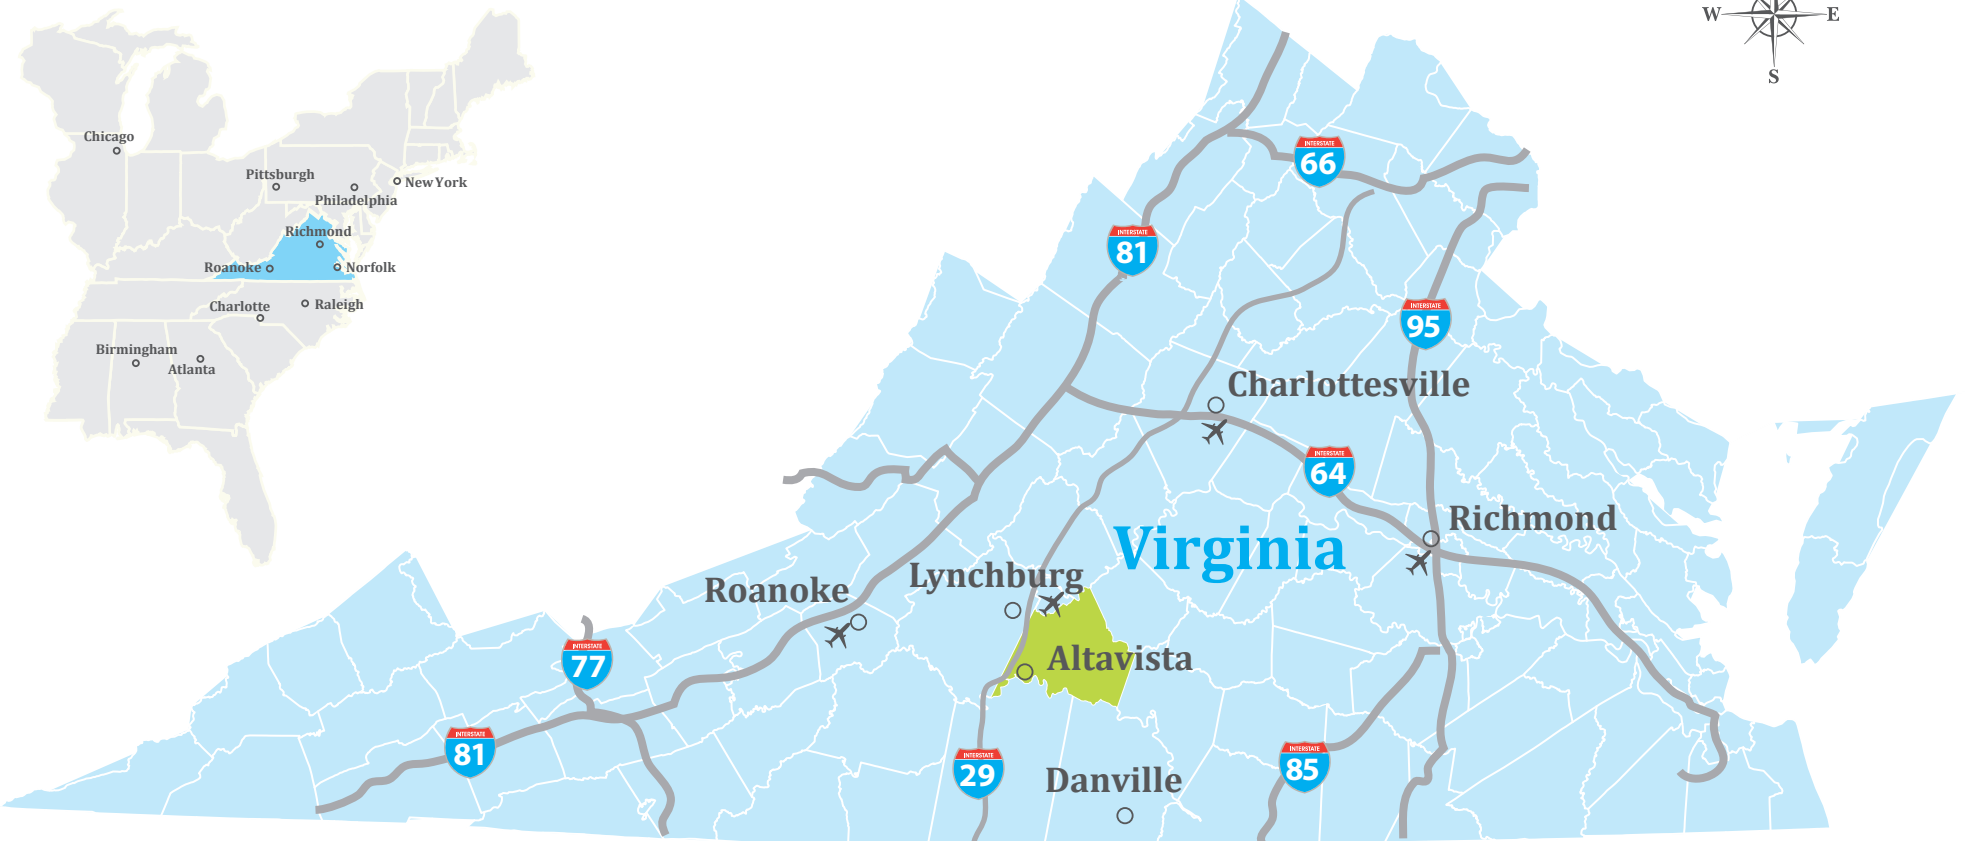 W
E
S
Chicago
Pittsburgh
New York
Philadelphia
Richmond
Roanoke
Norfolk
Charlotte
Raleigh
Birmingham
Atlanta
INTERSTATE
66
INTERSTATE
81
INTERSTATE
95
Charlottesville
INTERSTATE
64
Richmond
Virginia
Lynchburg
Roanoke
INTERSTATE
77
Altavista
INTERSTATE
81
INTERSTATE
29
Danville
INTERSTATE
85